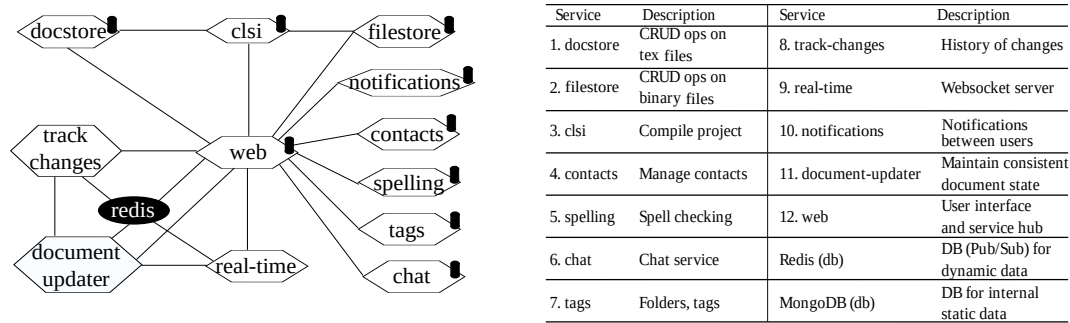 docstore
clsi
filestore
notifications
track
changes
web
contacts
spelling
redis
tags
document
updater
real-time
chat
Service Description Service Description
1. docstore CRUD ops on tex files 8. track-changes History of changes
2. filestore CRUD ops on binary files 9. real-time Websocket server
3. clsi Compile project 10. notifications Notifications between users
4. contacts Manage contacts 11. document-updater Maintain consistent document state
5. spelling Spell checking 12. web User interface and service hub
6. chat Chat service Redis (db) DB (Pub/Sub) for dynamic data
7. tags Folders, tags MongoDB (db) DB for internal static data